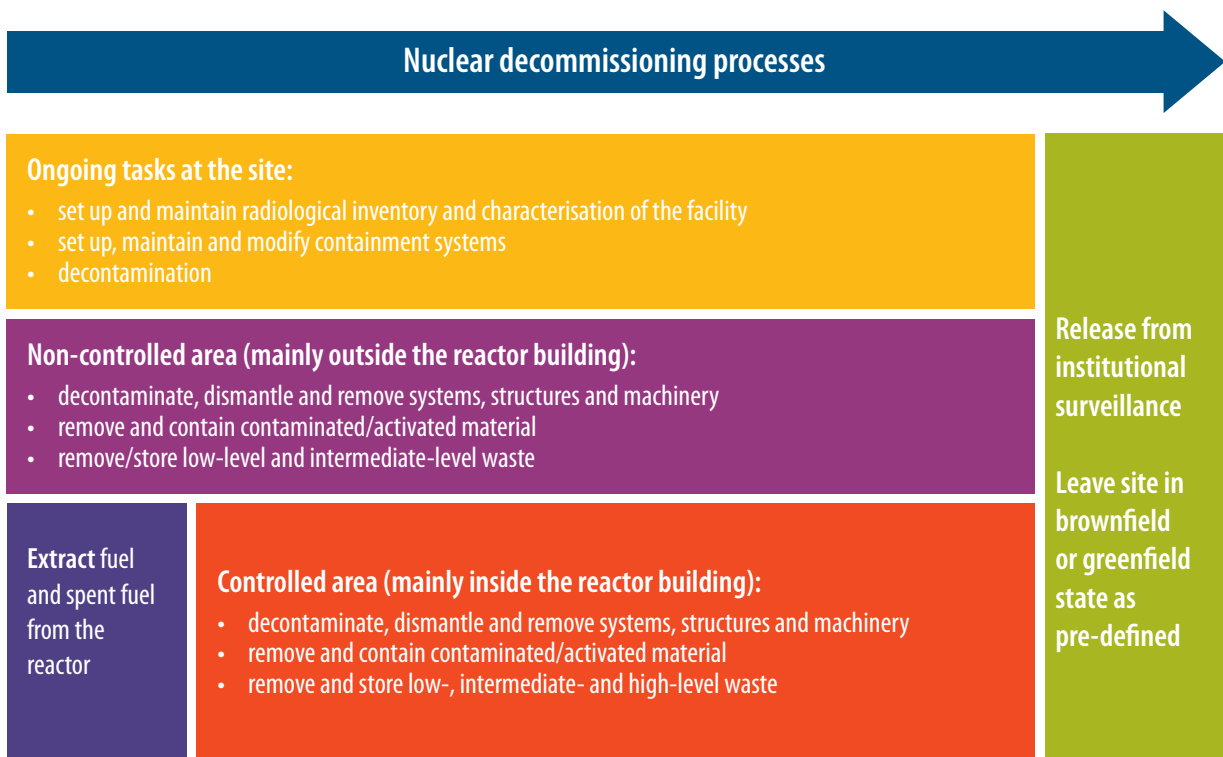 Nuclear decommissioning processes
Ongoing tasks at the site:
• set up and maintain radiological inventory and characterisation of the facility
• set up, maintain and modify containment systems
• decontamination
Non-controlled area (mainly outside the reactor building):
• decontaminate, dismantle and remove systems, structures and machinery
• remove and contain contaminated/activated material
• remove/store low-level and intermediate-level waste
Extract fuel
and spent fuel
from the
reactor
Controlled area (mainly inside the reactor building):
• decontaminate, dismantle and remove systems, structures and machinery
• remove and contain contaminated/activated material
• remove and store low-, intermediate- and high-level waste
Release from
institutional
surveillance
Leave site in
brownfield
or greenfield
state as
pre-defined